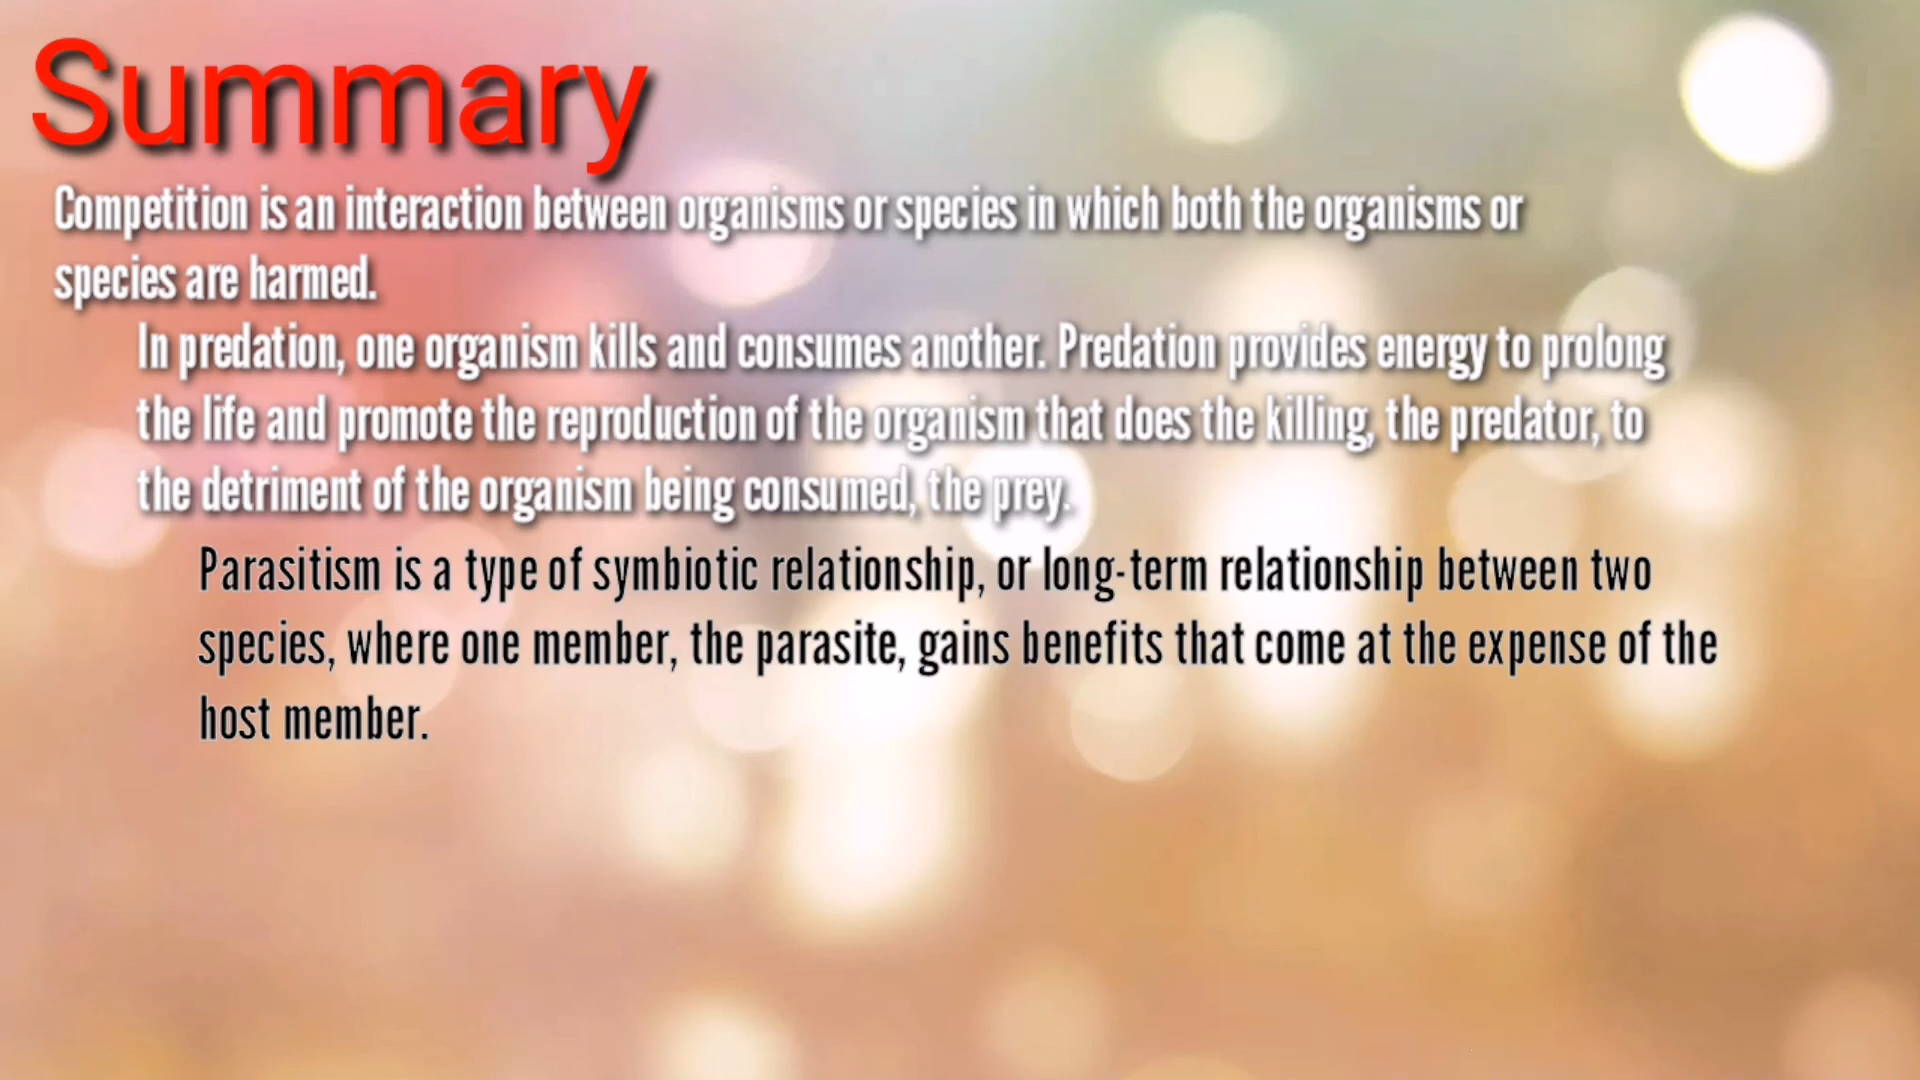 Summary
Competition is an interaction between organisms or species in which both the organisms or
species are harmed.
In predation, one organism kills and consumes another. Predation provides energy to prolong
the life and promote the reproduction of the organism that does the killing, the predator, to
the detriment of the organism being consumed, the prey.
Parasitism is a type of symbiotic relationship, or long-term relationship between two
species, where one member, the parasite, gains benefits that come at the expense of the
host member.